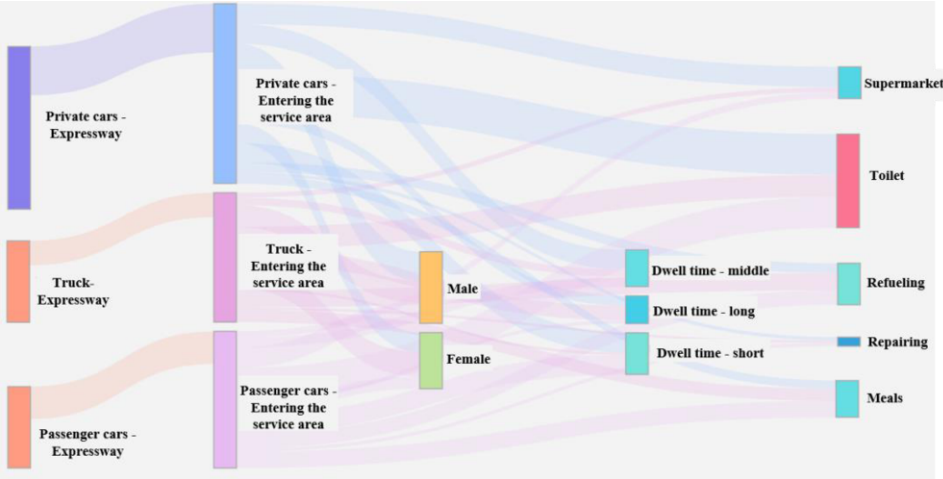 Private cars -
Expressway
Truck-
Expressway
Passenger cars -
Expressway
Private cars -
Entering the
service area
Truck -
Entering the
service area
Passenger cars -
Entering the
service area
Male
Female
Dwell time - middle
Dwell time - long
Dwell time - short
Supermarket
Toilet
Refueling
Repairing
Meals